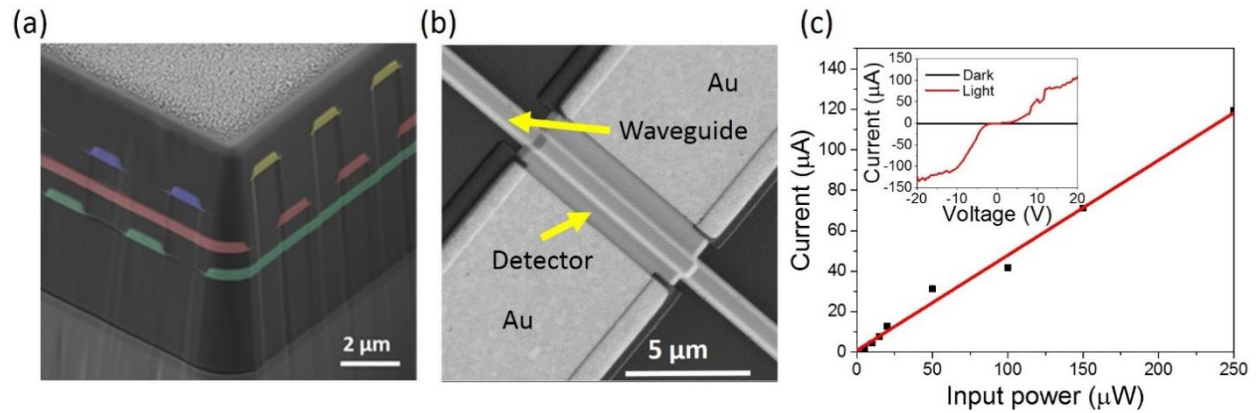 (a)
2 μm
(b)
Au
Waveguide
Detector
Au
5 μm
(c)
Current (μA)
140
120
100
80
60
40
20
0
0
50
100
150
200
250
Input power (μW)
Dark
Light
Current (μA)
100
50
0
-50
-100
-150
-20
-10
0
10
20
Voltage (V)